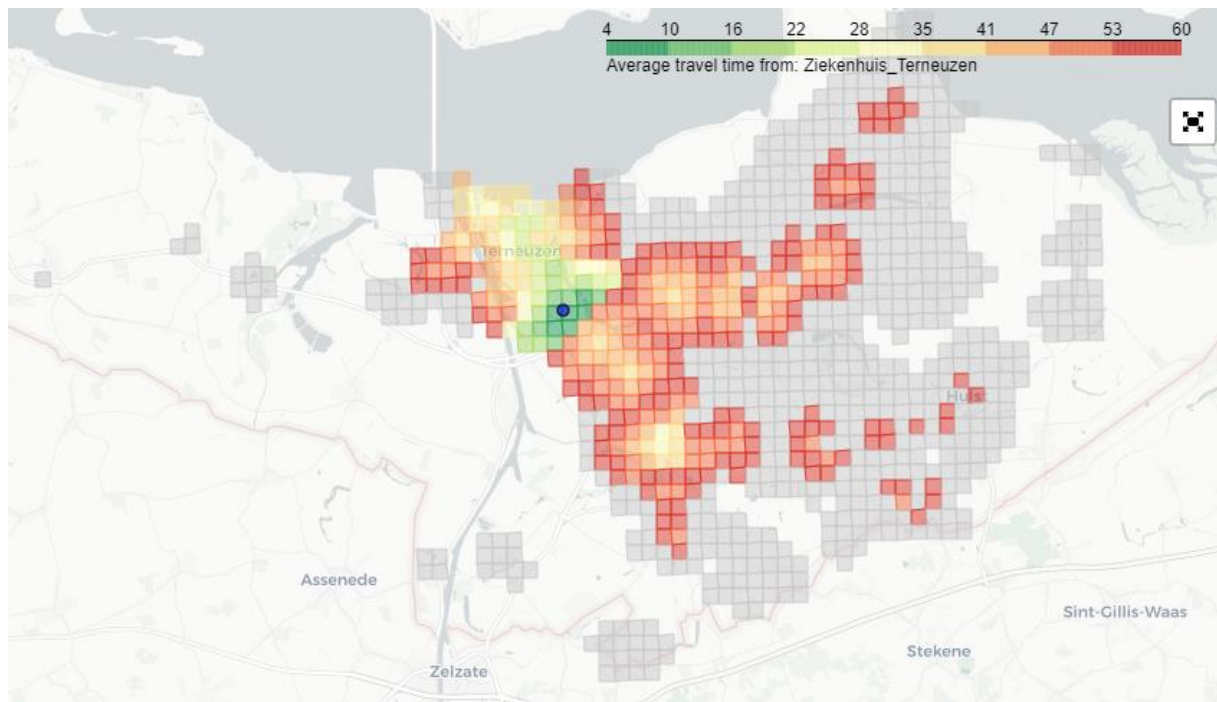 4 10 16 22 28 35 41 47 53 60
Average travel time from: Ziekenhuis_Terneuzen
Terneuzen
Hulst
Assenede
Sint-Gillis-Waas
Stekene
Zelzate